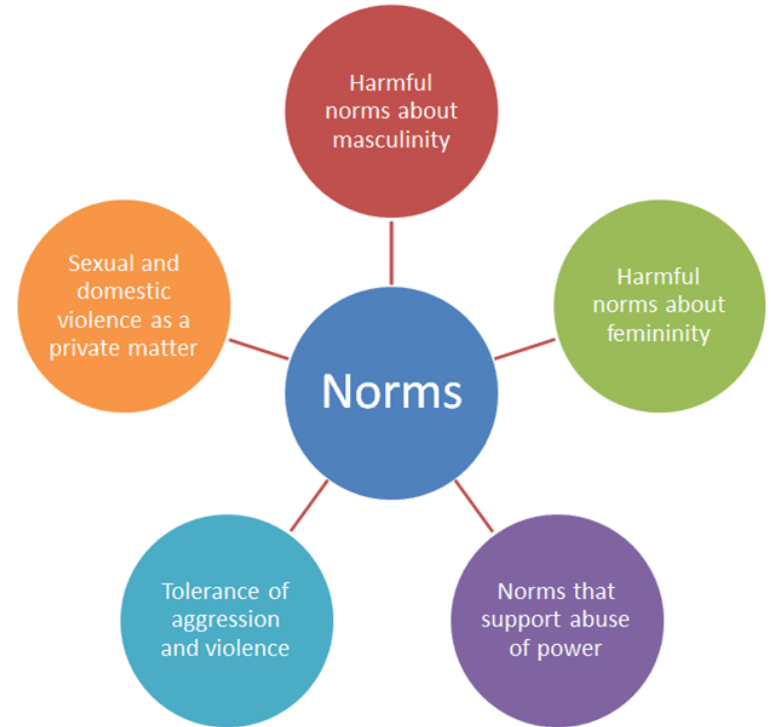 Harmful
norms about
masculinity
Sexual and
domestic
violence as a
private matter
Harmful
norms about
femininity
Norms
Tolerance of
aggression
and violence
Norms that
support abuse
of power